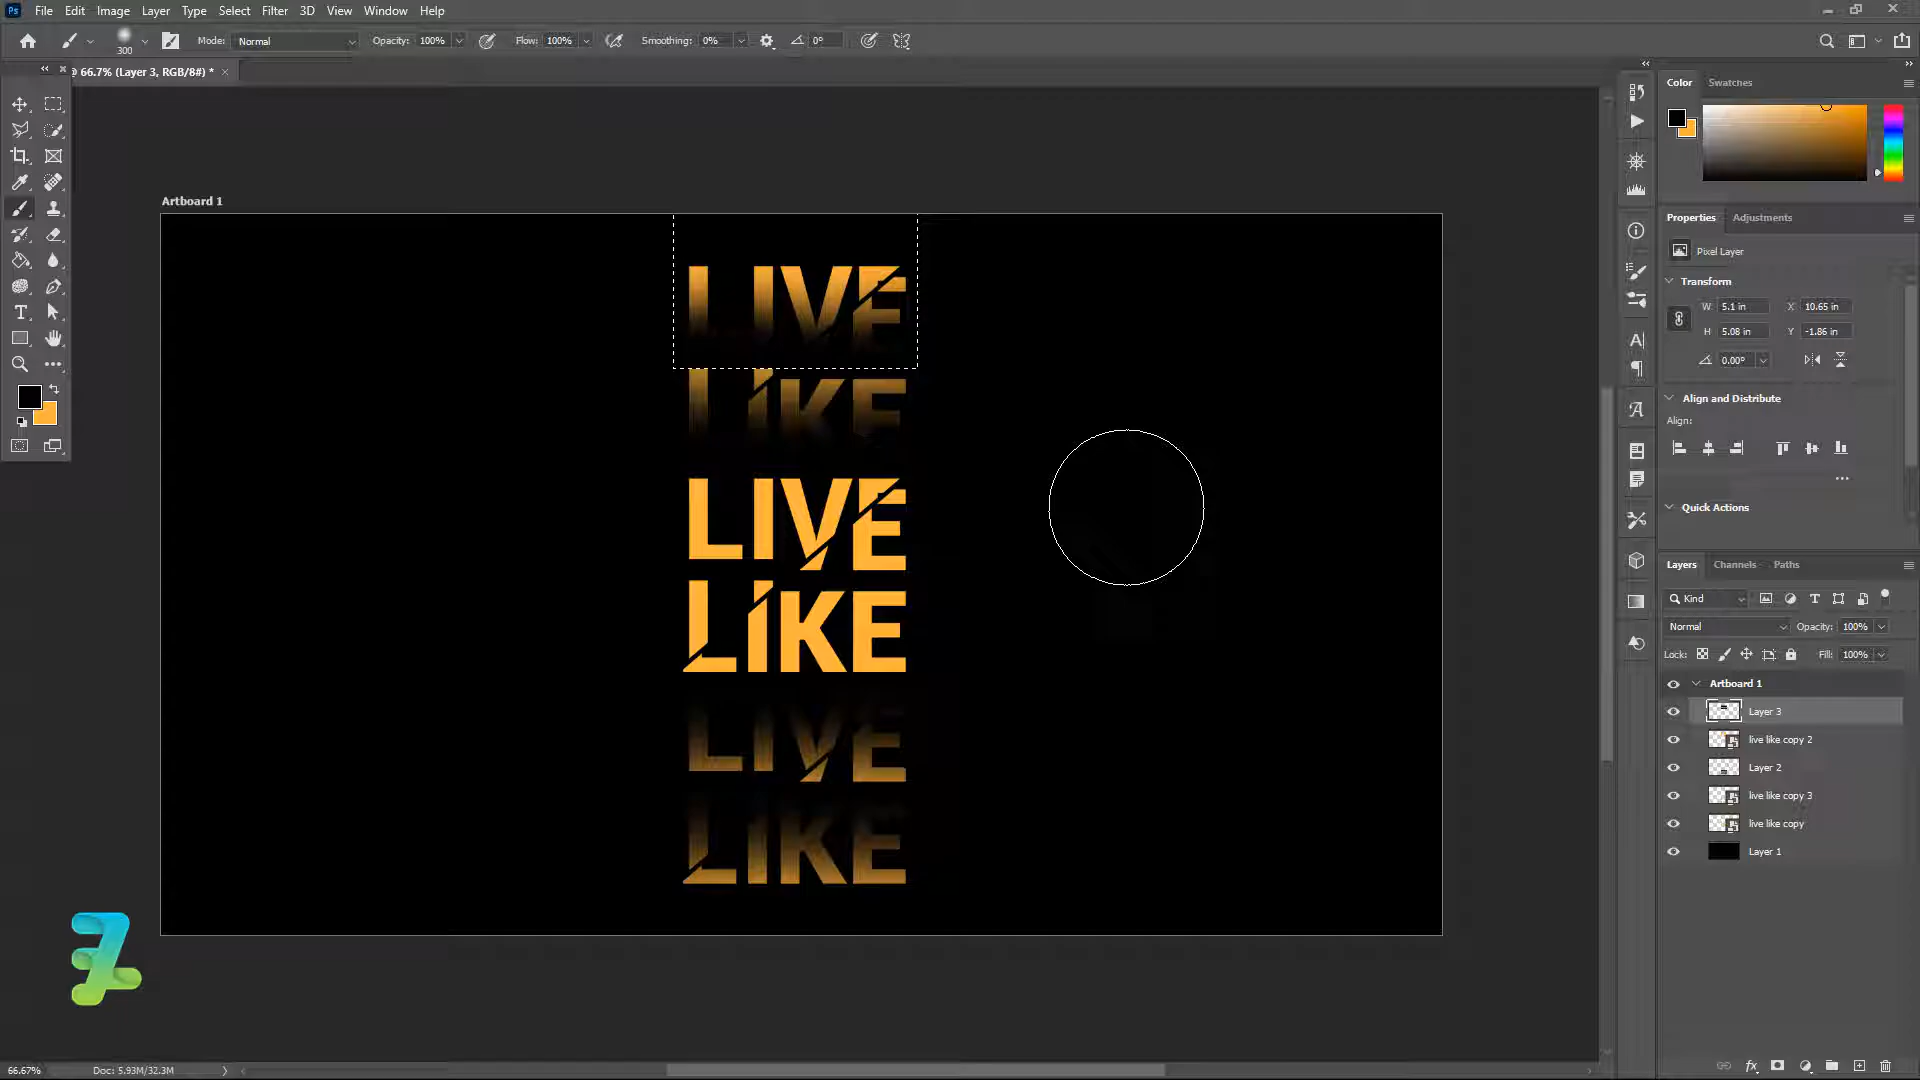 Ps File Edit Image Layer Type Select Filter 3D View Window Help
300 Mode: Normal Opacity: 100% Flow: 100% Smoothing: 0% 0°
@ 66.7% (Layer 3, RGB/8#) * ×
Color Swatches
Artboard 1
LIVE
LIKE
LIVE
LIKE
LIVE
LIKE
Properties Adjustments
Pixel Layer
Transform
W: 5.1 in X: 10.65 in
H: 5.08 in Y: -1.86 in
0.00°
Align and Distribute
Align:
Quick Actions
Layers Channels Paths
Kind
Normal Opacity: 100%
Lock: Fill: 100%
Artboard 1
Layer 3
live like copy 2
Layer 2
live like copy 3
live like copy
Layer 1
66.67% Doc: 5.93M/32.3M